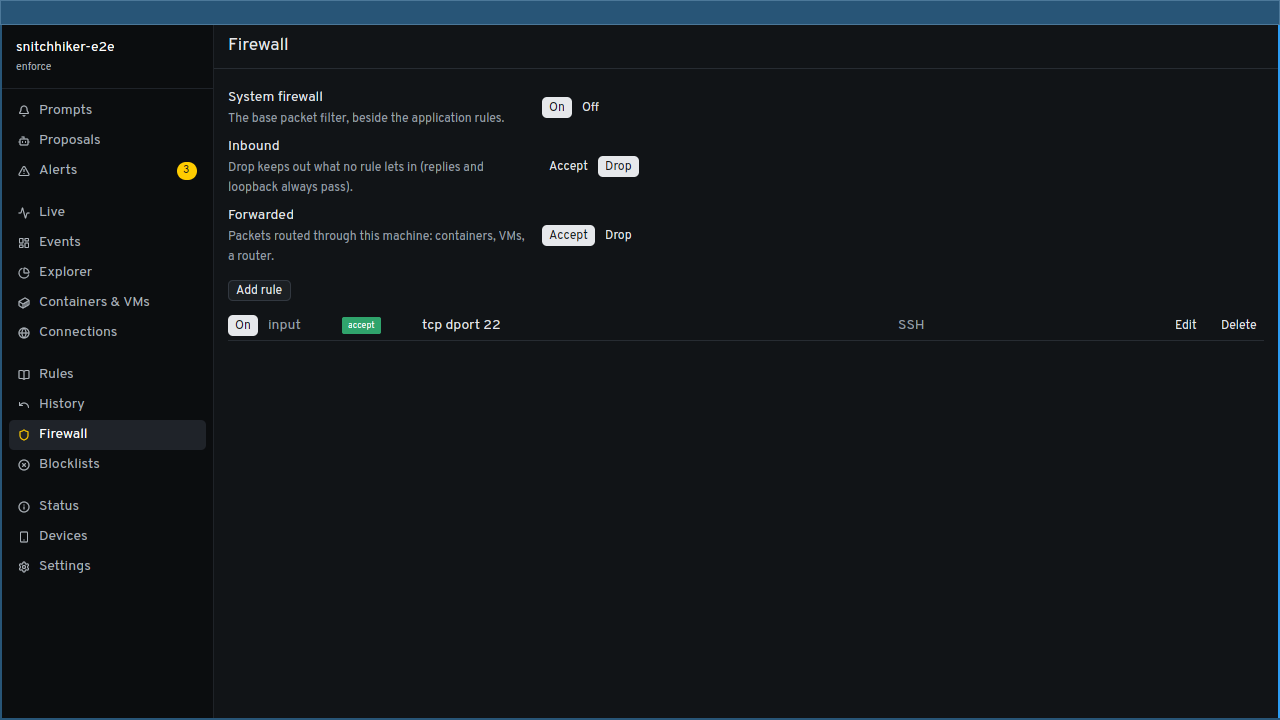 snitchhiker-e2e
enforce
Prompts
Proposals
Alerts 3
Live
Events
Explorer
Containers & VMs
Connections
Rules
History
Firewall
Blocklists
Status
Devices
Settings
Firewall
System firewall
The base packet filter, beside the application rules.
On Off
Inbound
Drop keeps out what no rule lets in (replies and
loopback always pass).
Accept Drop
Forwarded
Packets routed through this machine: containers, VMs,
a router.
Accept Drop
Add rule
On Input accept tcp dport 22 SSH Edit Delete